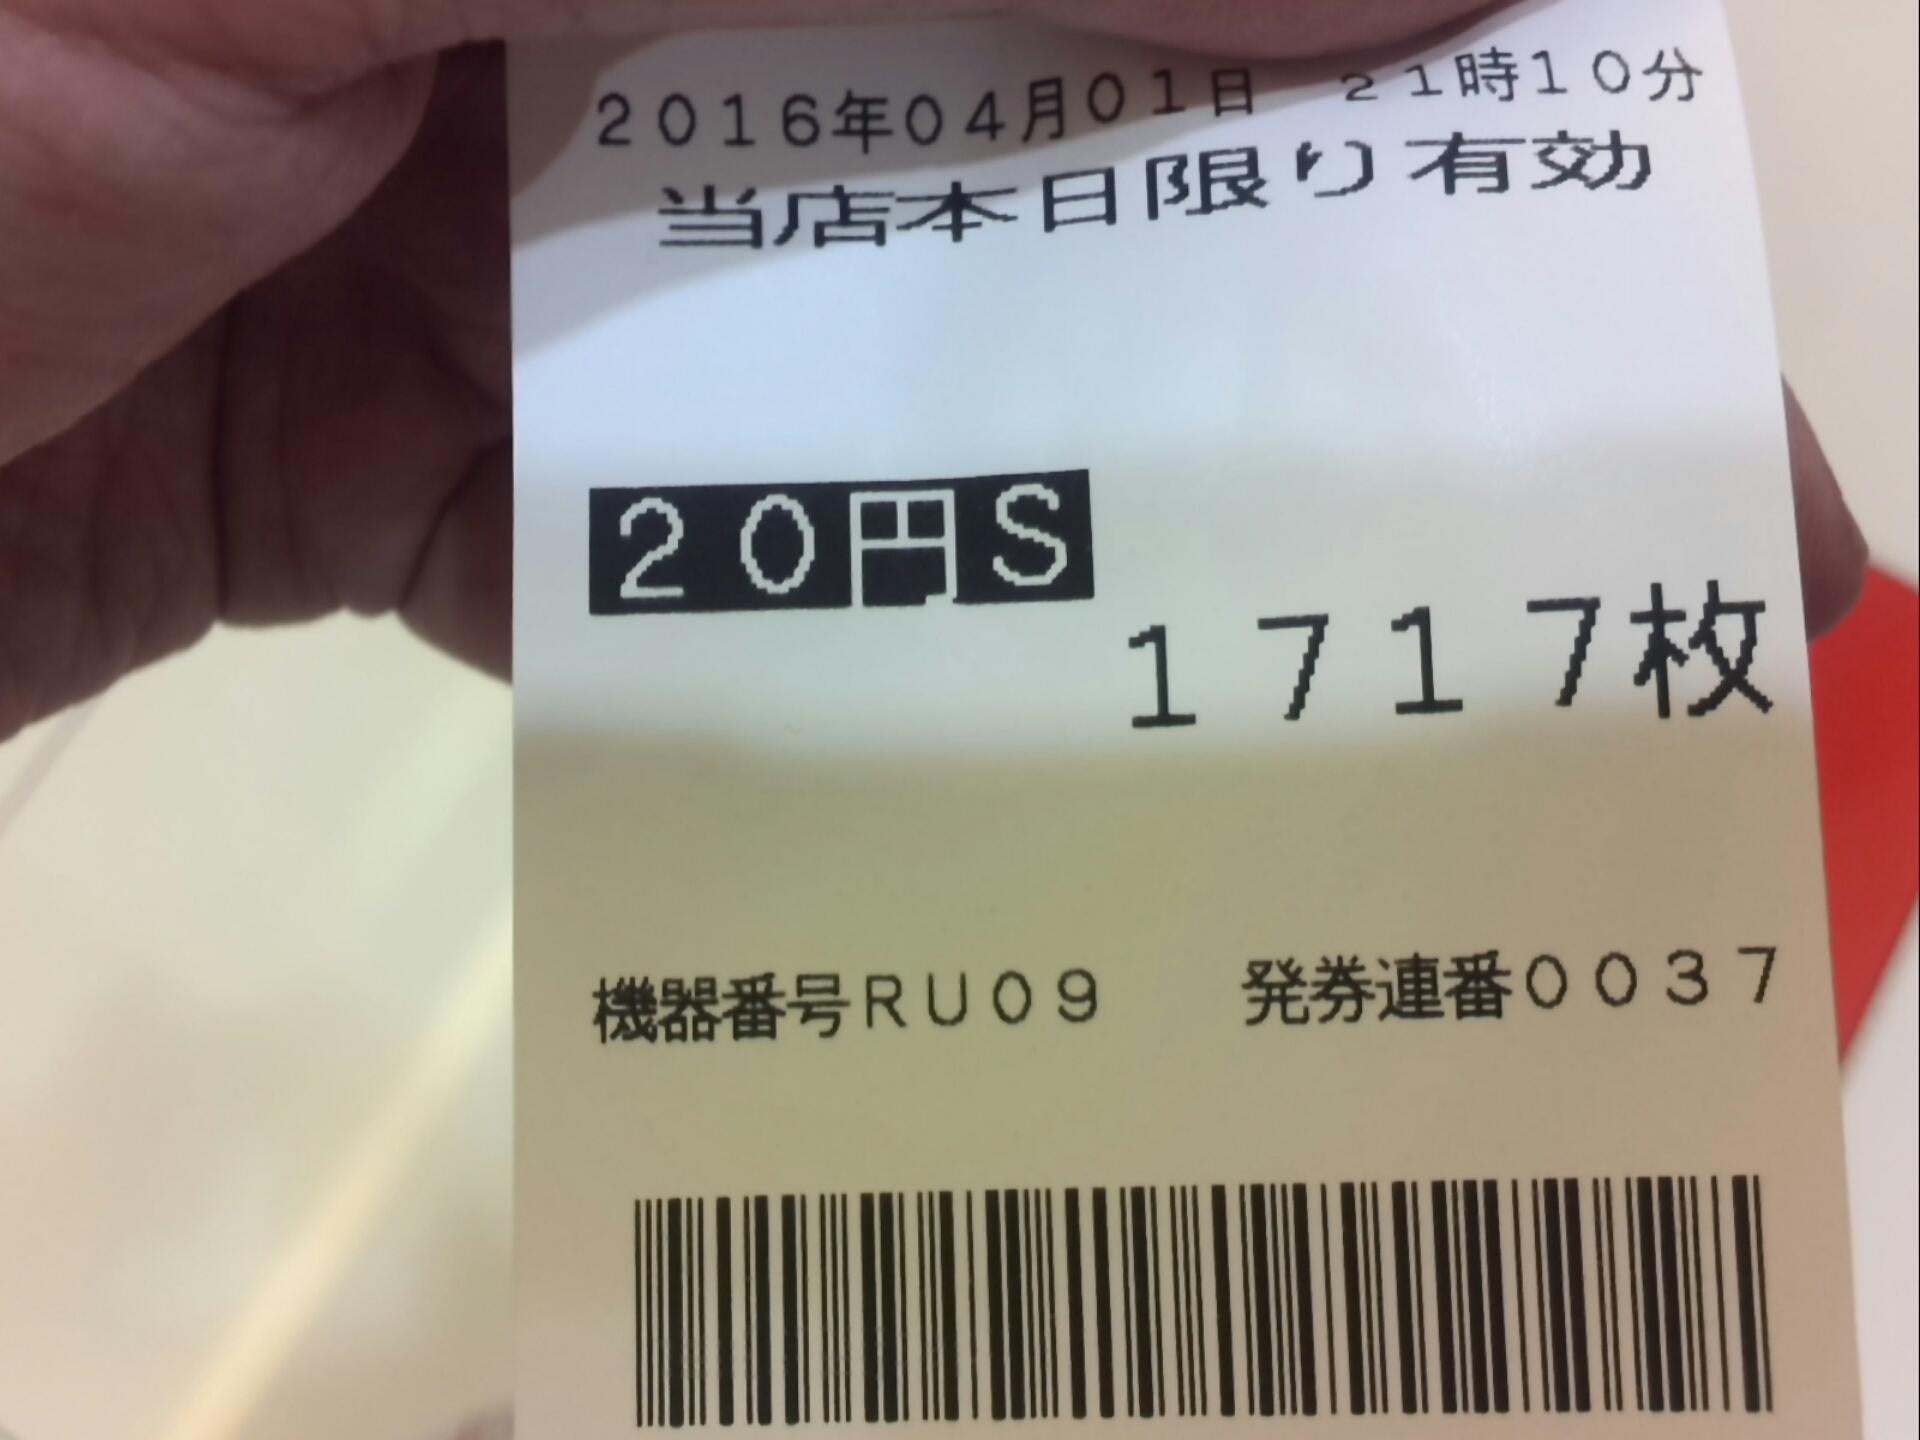 2016年04月01日 21時10分
当店本日限り有効
20円S
1717枚
機器番号RU09 発券連番0037